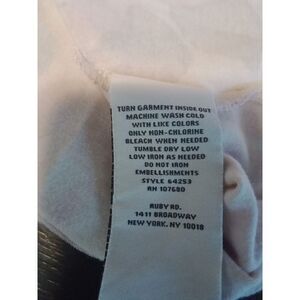 TURN GARMENT INSIDE OUT
MACHINE WASH COLD
WITH LIKE COLORS
ONLY NON-CHLORINE
BLEACH WHEN NEEDED
TUMBLE DRY LOW
LOW IRON AS NEEDED
DO NOT IRON
EMBELLISHMENTS
STYLE 64253
RN 107680
RUBY RD.
1411 BROADWAY
NEW YORK, NY 10018